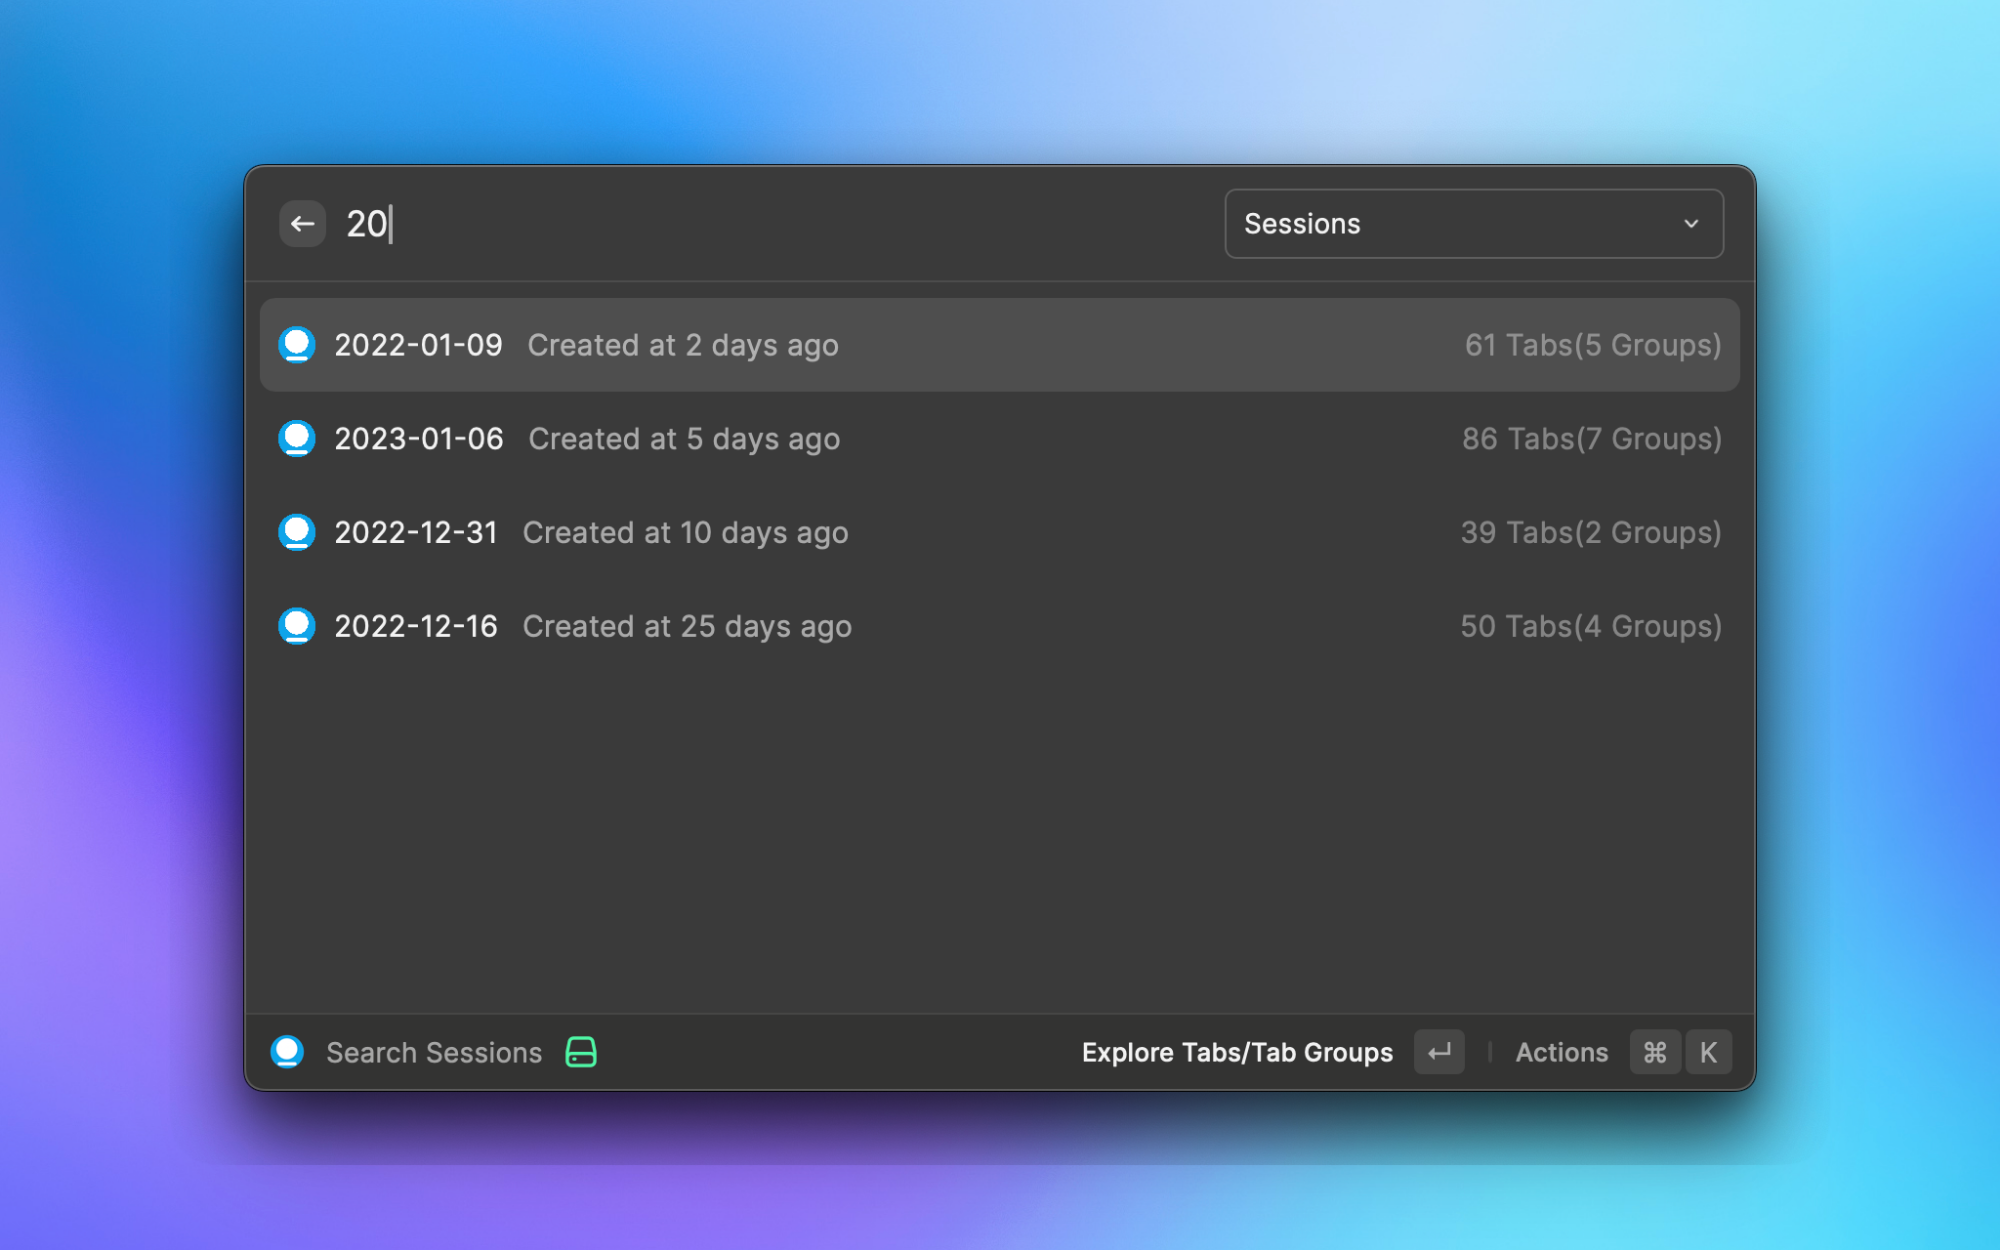 20
Sessions
2022-01-09 Created at 2 days ago 61 Tabs(5 Groups)
2023-01-06 Created at 5 days ago 86 Tabs(7 Groups)
2022-12-31 Created at 10 days ago 39 Tabs(2 Groups)
2022-12-16 Created at 25 days ago 50 Tabs(4 Groups)
Search Sessions Explore Tabs/Tab Groups ↵ Actions ⌘ K